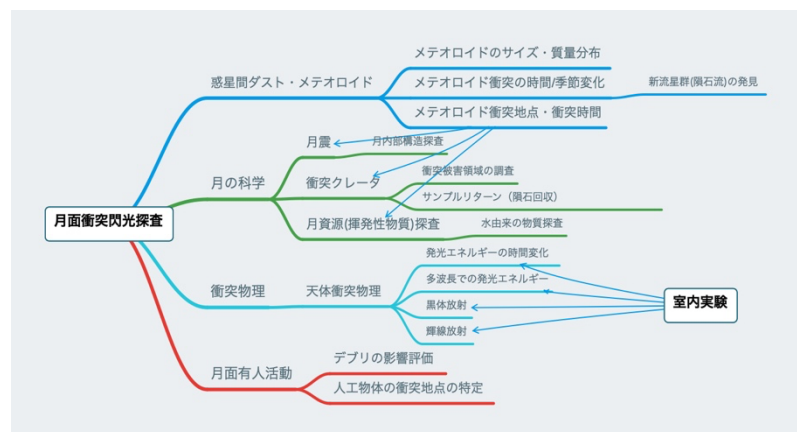 メテオロイドのサイズ・質量分布
惑星間ダスト・メテオロイド
メテオロイド衝突の時間/季節変化
新流星群(隕石流)の発見
メテオロイド衝突地点・衝突時間
月震
月内部構造探査
月の科学
衝突クレータ
衝突被害領域の調査
サンプルリターン（隕石回収）
月面衝突閃光探査
月資源(揮発性物質)探査
水由来の物質探査
発光エネルギーの時間変化
衝突物理
天体衝突物理
多波長での発光エネルギー
黒体放射
輝線放射
室内実験
月面有人活動
デブリの影響評価
人工物体の衝突地点の特定